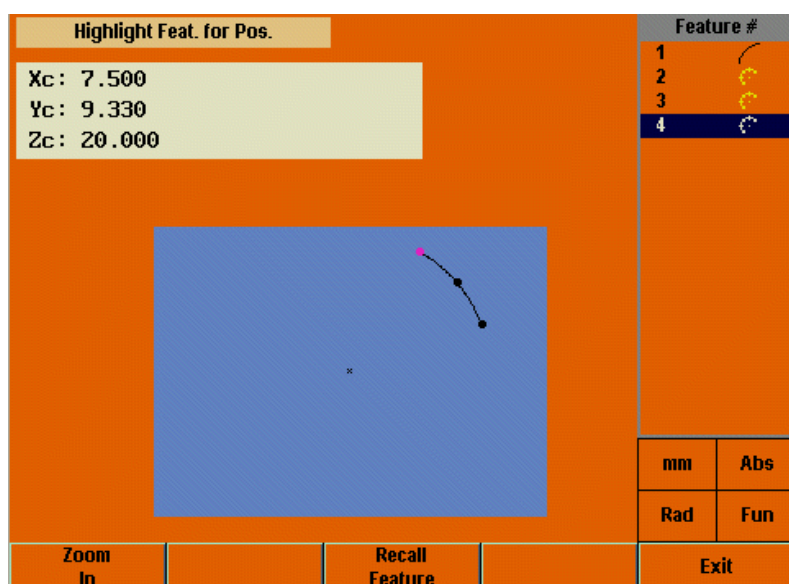 Highlight Feat. for Pos.
Xc: 7.500
Yc: 9.330
Zc: 20.000
Feature #
1
2
3
4
mm
Abs
Rad
Fun
Zoom
In
Recall
Feature
Exit